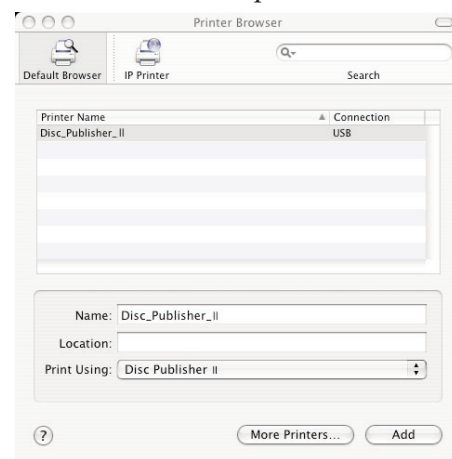 Printer Browser
Default Browser
IP Printer
Search
Printer Name
Connection
Disc_Publisher_II
USB
Name: Disc_Publisher_II
Location:
Print Using: Disc Publisher II
?
More Printers...
Add